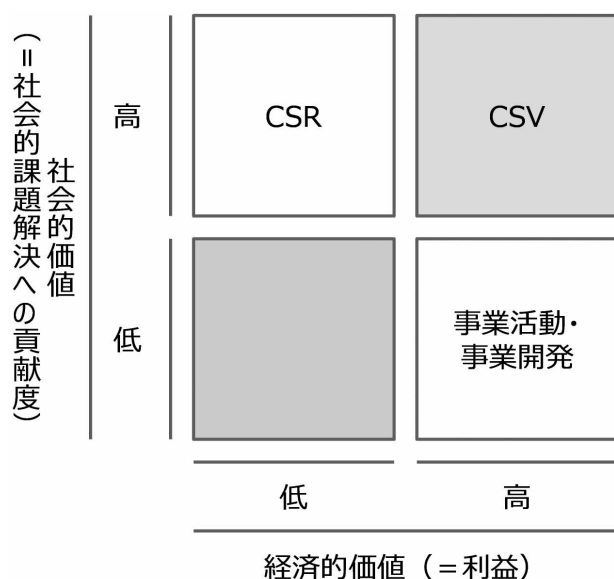 社会的価値
(=社会的課題解決への貢献度)
高
CSR
CSV
低
事業活動・
事業開発
低
高
経済的価値(=利益)